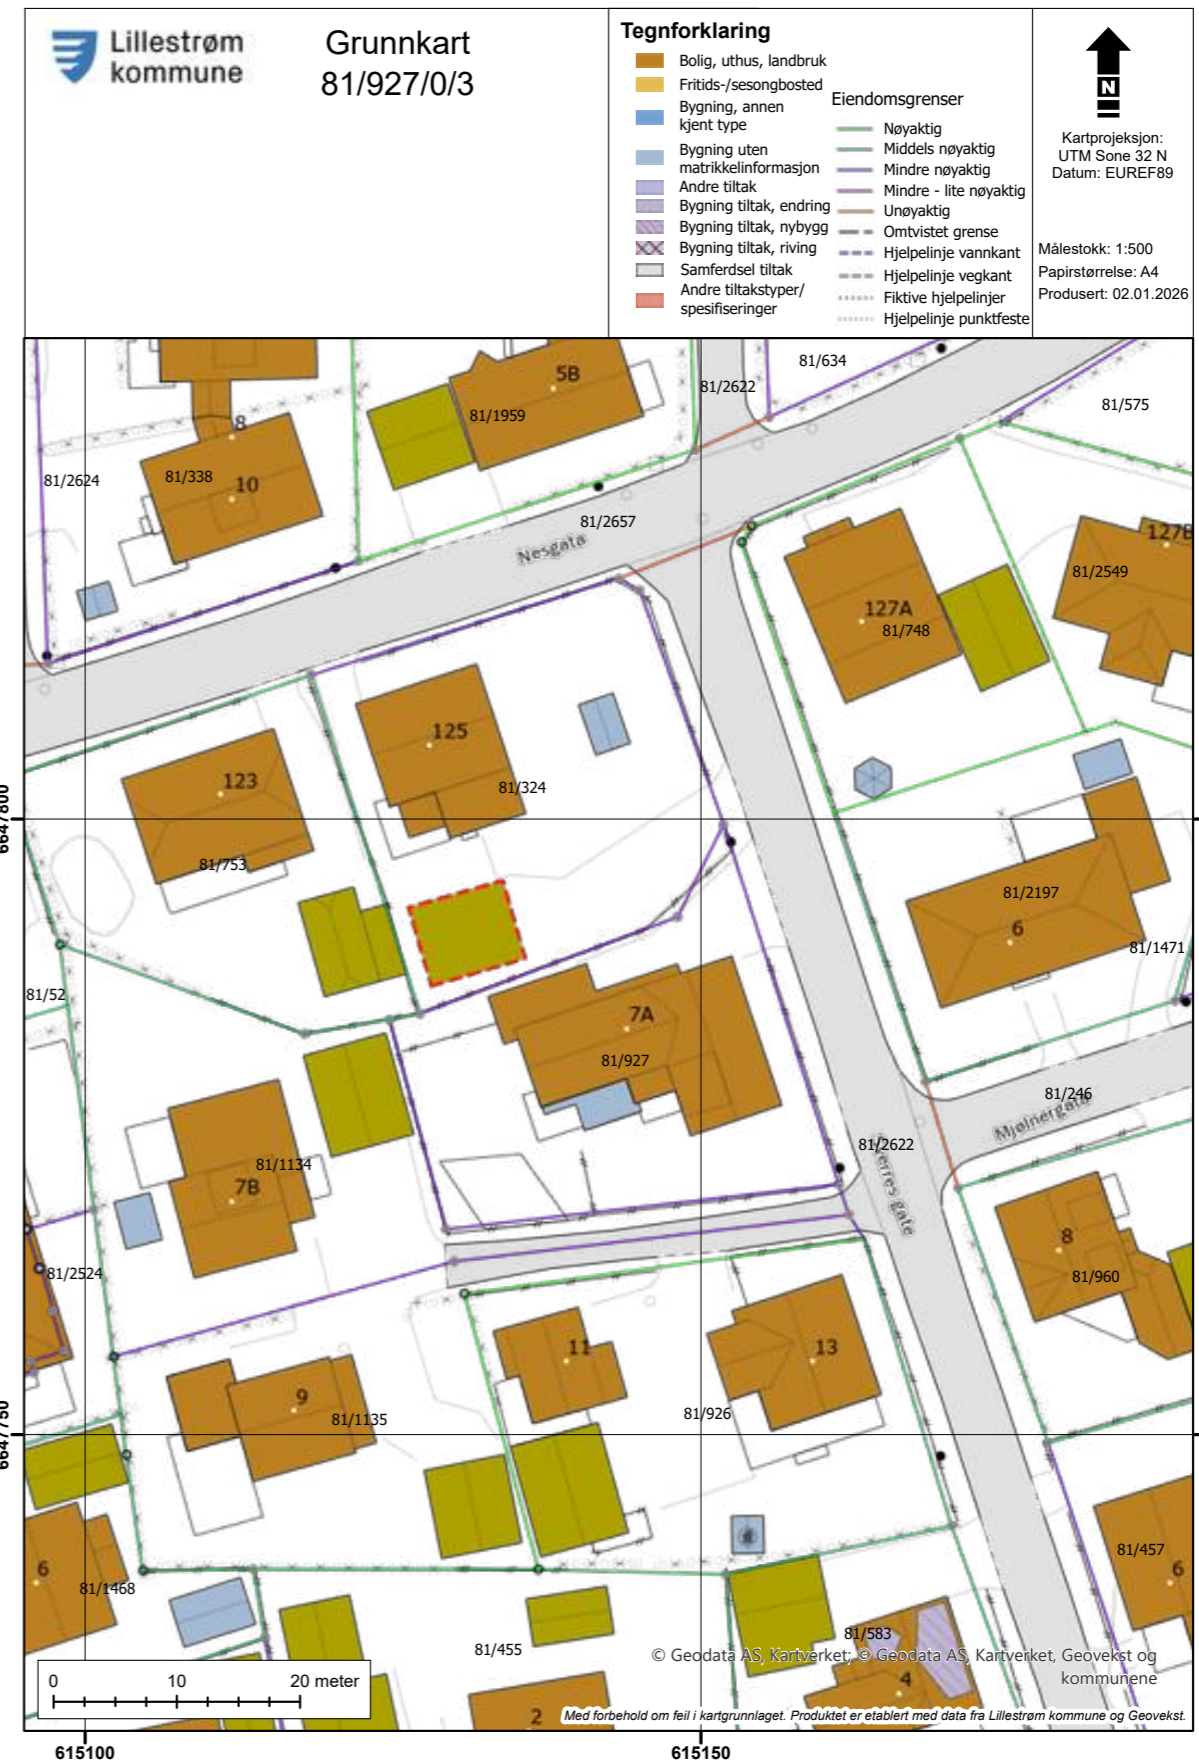 Lillestrøm
kommune
Grunnkart
81/927/0/3
Tegnforklaring
Bolig, uthus, landbruk
Fritids-/sesongbosted
Bygning, annen
kjent type
Bygning uten
matrikkelinformasjon
Andre tiltak
Bygning tiltak, endring
Bygning tiltak, nybygg
Bygning tiltak, riving
Samferdsel tiltak
Andre tiltakstyper/
spesifiseringer
Eiendomsgrenser
Nøyaktig
Middels nøyaktig
Mindre nøyaktig
Mindre - lite nøyaktig
Unøyaktig
Omtvistet grense
Hjelpelinje vannkant
Hjelpelinje vegkant
Fiktive hjelpelinjer
Hjelpelinje punktfeste
N
Kartprojeksjon:
UTM Sone 32 N
Datum: EUREF89
Målestokk: 1:500
Papirstørrelse: A4
Produsert: 02.01.2026
81/634
5B
81/2622
81/575
81/1959
8
81/338
81/2624
10
81/2657
Nesgata
127B
81/2549
127A
81/748
125
123
81/324
6647800
81/753
81/2197
6
81/1471
81/52
7A
81/927
81/246
Mjølnergata
81/2622
Verres gate
81/1134
7B
8
81/2524
81/960
11
13
9
81/1135
81/926
6647750
81/457
6
6
81/1468
81/583
81/455
4
2
© Geodata AS, Kartverket; © Geodata AS, Kartverket, Geovekst og
kommunene
0 10 20 meter
Med forbehold om feil i kartgrunnlaget. Produktet er etablert med data fra Lillestrøm kommune og Geovekst.
615100
615150